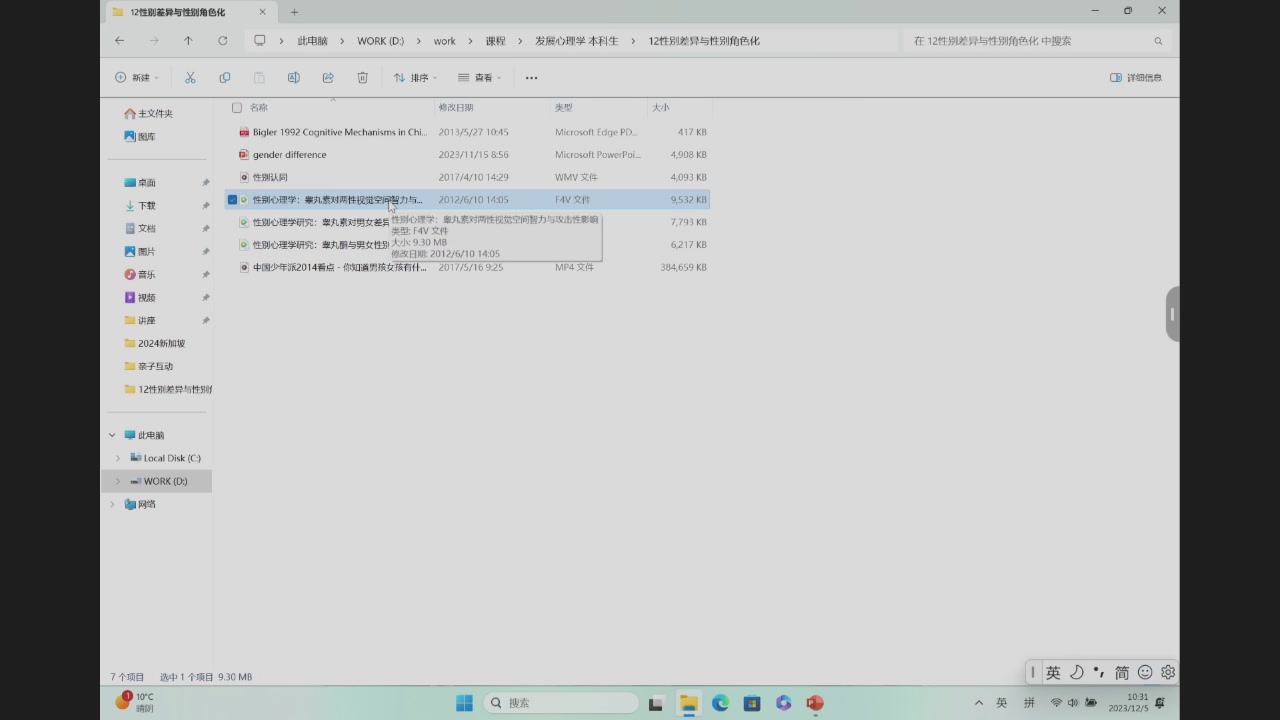 12性别差异与性别角色化
此电脑 > WORK (D:) > work > 课程 > 发展心理学 本科生 > 12性别差异与性别角色化
在 12性别差异与性别角色化 中搜索
新建 排序 查看 ... 详细信息
主文件夹
图库
桌面
下载
文档
图片
音乐
视频
讲座
2024新加坡
亲子互动
12性别差异与性别角
此电脑
Local Disk (C:)
WORK (D:)
网络
名称 修改日期 类型 大小
Bigler 1992 Cognitive Mechanisms in Chi... 2013/5/27 10:45 Microsoft Edge PD... 417 KB
gender difference 2023/11/15 8:56 Microsoft PowerPoi... 4,908 KB
性别认同 2017/4/10 14:29 WMV 文件 4,093 KB
性别心理学：睾丸素对两性视觉空间智力与... 2012/6/10 14:05 F4V 文件 9,532 KB
性别心理学研究：睾丸素对男女差异 7,793 KB
性别心理学研究：睾丸酮与男女性别 6,217 KB
中国少年派2014看点 - 你知道男孩女孩有什... 2017/5/16 9:25 MP4 文件 384,659 KB
性别心理学：睾丸素对两性视觉空间智力与攻击性影响
类型: F4V 文件
大小: 9.30 MB
修改日期: 2012/6/10 14:05
7 个项目 选中 1 个项目 9.30 MB
英 简
1
10°C
晴朗
搜索
英 拼
10:31
2023/12/5